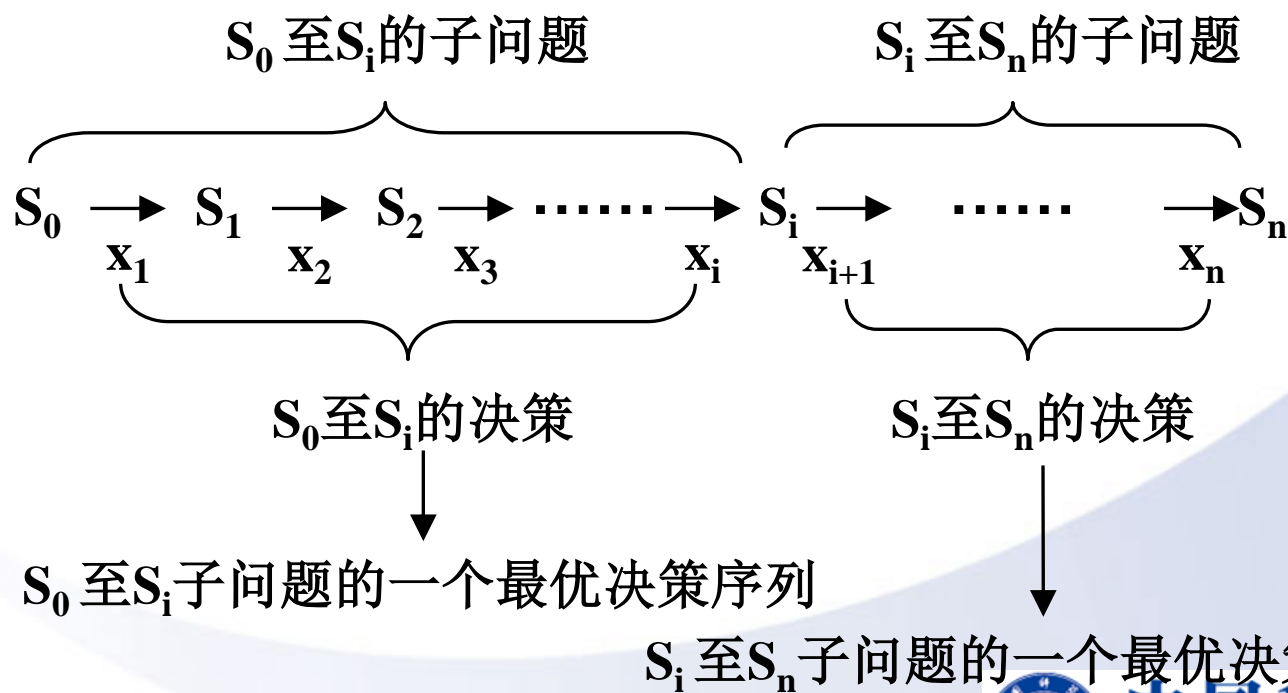 S₀ 至Sᵢ的子问题 Sᵢ 至Sₙ的子问题
S₀ S₁ S₂ ······ Sᵢ ······ Sₙ
x₁ x₂ x₃ xᵢ xᵢ₊₁ xₙ
S₀至Sᵢ的决策 Sᵢ至Sₙ的决策
S₀ 至Sᵢ子问题的一个最优决策序列
Sᵢ 至Sₙ子问题的一个最优决